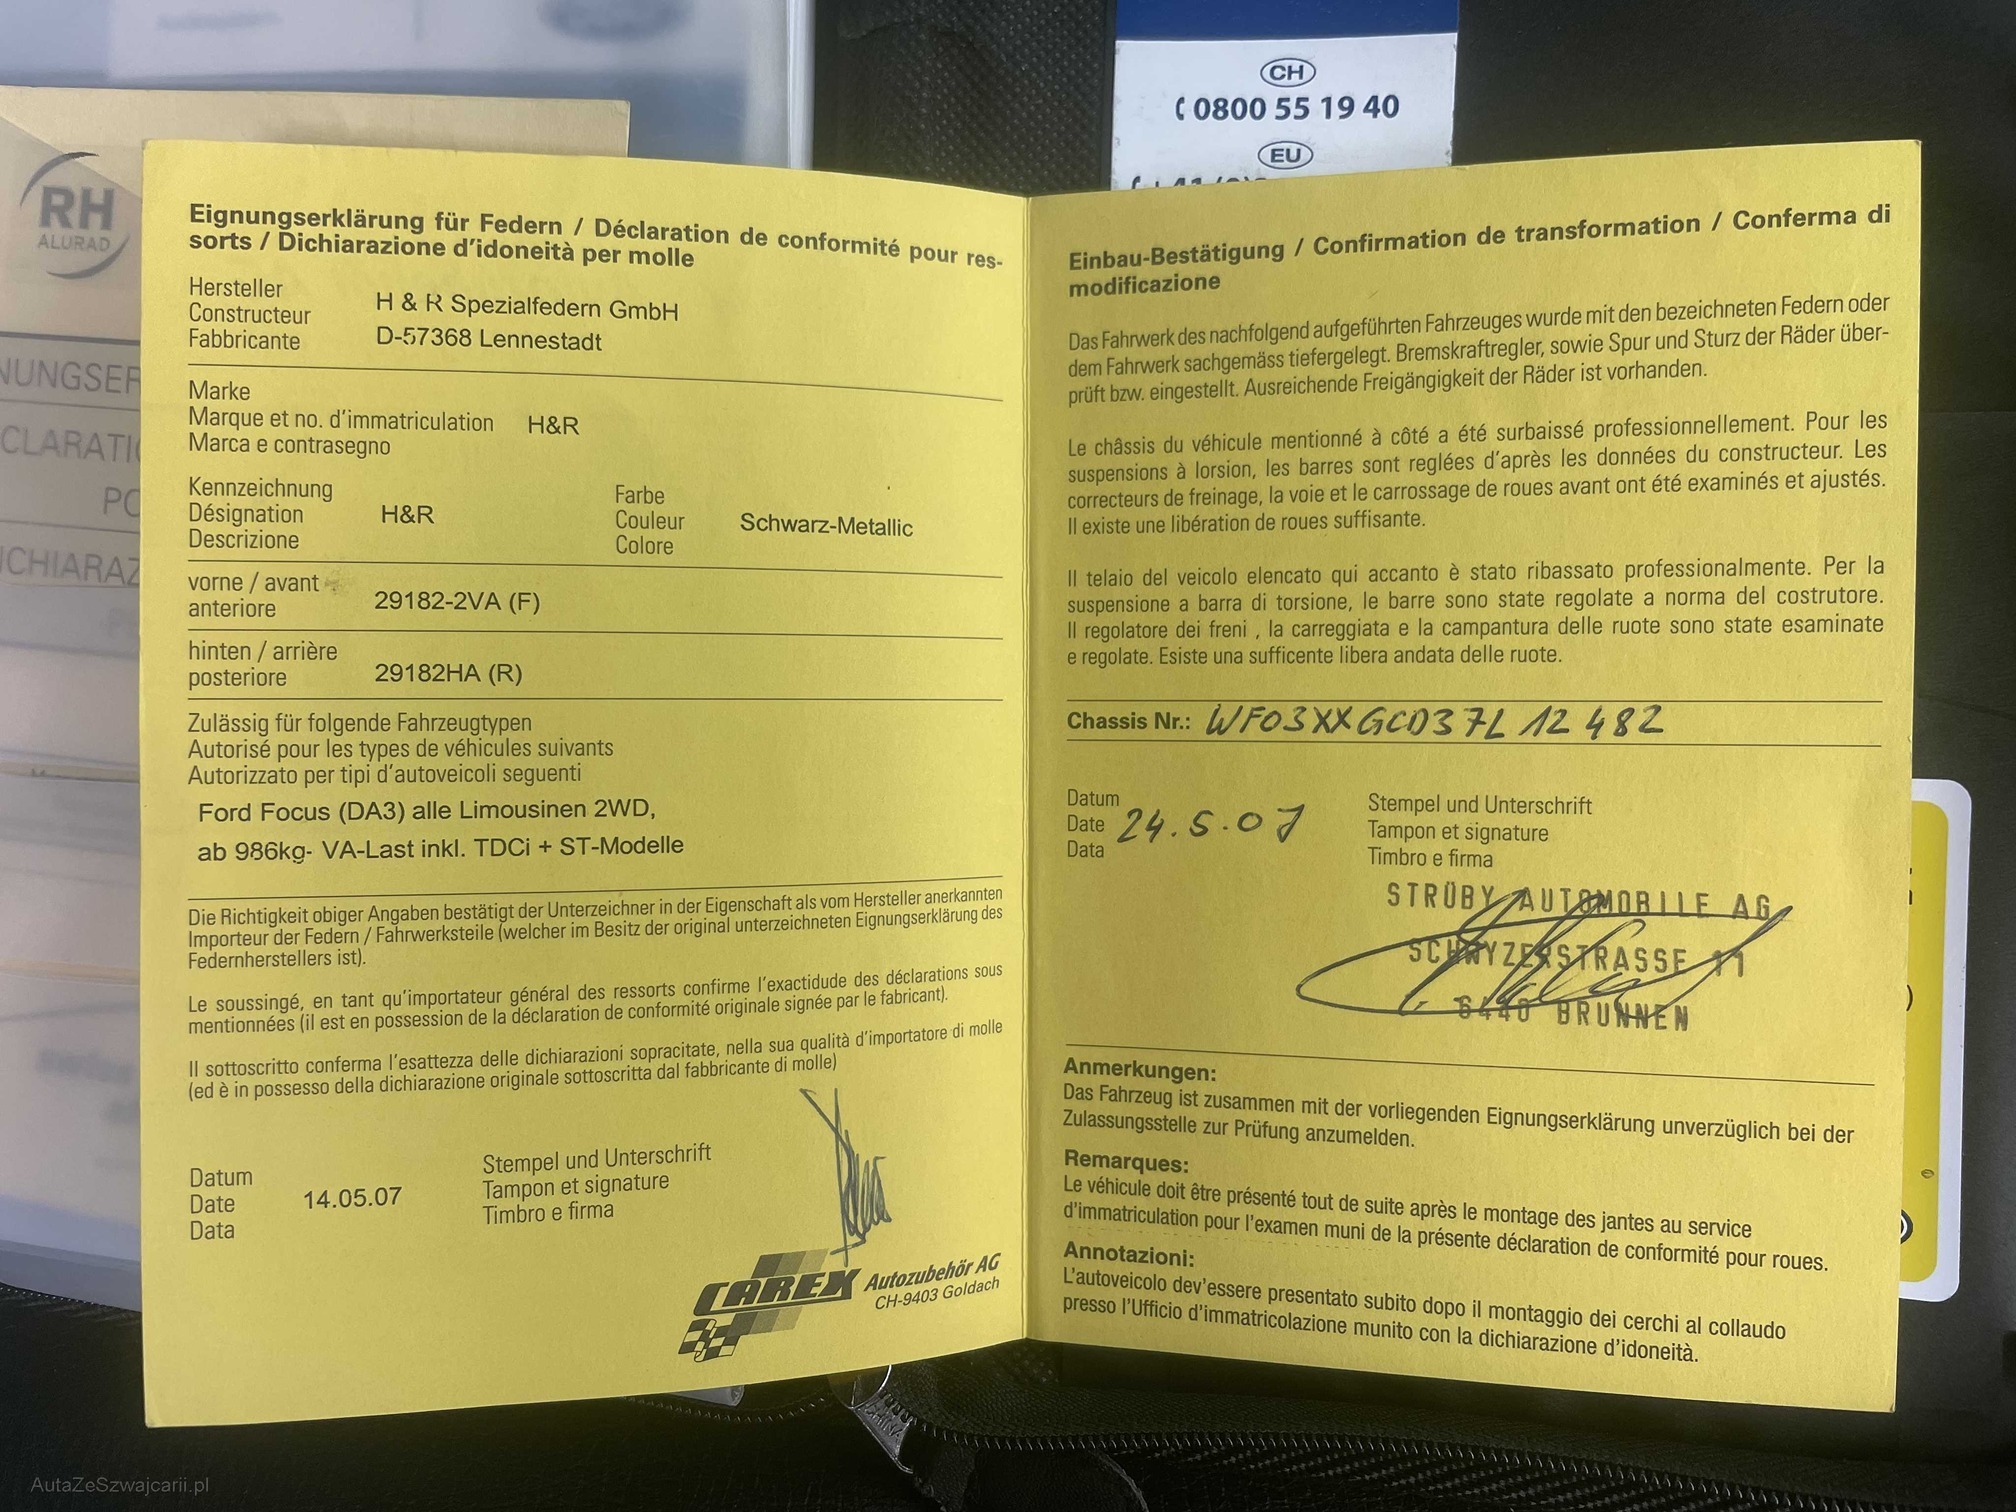 CH
0800 55 19 40
EU
RH
ALURAD
Eignungserklärung für Federn / Déclaration de conformité pour res-
sorts / Dichiarazione d'idoneità per molle
Hersteller
Constructeur
Fabbricante
H & R Spezialfedern GmbH
D-57368 Lennestadt
Marke
Marque et no. d'immatriculation
Marca e contrasegno
H&R
Kennzeichnung
Désignation
Descrizione
H&R
Farbe
Couleur
Colore
Schwarz-Metallic
vorne / avant
anteriore
29182-2VA (F)
hinten / arrière
posteriore
29182HA (R)
Zulässig für folgende Fahrzeugtypen
Autorisé pour les types de véhicules suivants
Autorizzato per tipi d'autoveicoli seguenti
Ford Focus (DA3) alle Limousinen 2WD,
ab 986kg- VA-Last inkl. TDCi + ST-Modelle
Die Richtigkeit obiger Angaben bestätigt der Unterzeichner in der Eigenschaft als vom Hersteller anerkannten
Importeur der Federn / Fahrwerksteile (welcher im Besitz der original unterzeichneten Eignungserklärung des
Federnherstellers ist).
Le soussingé, en tant qu'importateur général des ressorts confirme l'exactidude des déclarations sous
mentionnées (il est en possession de la déclaration de conformité originale signée par le fabricant).
Il sottoscritto conferma l'esattezza delle dichiarazioni sopracitate, nella sua qualità d'importatore di molle
(ed è in possesso della dichiarazione originale sottoscritta dal fabbricante di molle)
Datum
Date
Data
14.05.07
Stempel und Unterschrift
Tampon et signature
Timbro e firma
CAREX Autozubehör AG
CH-9403 Goldach
Einbau-Bestätigung / Confirmation de transformation / Conferma di
modificazione
Das Fahrwerk des nachfolgend aufgeführten Fahrzeuges wurde mit den bezeichneten Federn oder
dem Fahrwerk sachgemäss tiefergelegt. Bremskraftregler, sowie Spur und Sturz der Räder über-
prüft bzw. eingestellt. Ausreichende Freigängigkeit der Räder ist vorhanden.
Le châssis du véhicule mentionné à côté a été surbaissé professionnellement. Pour les
suspensions à lorsion, les barres sont reglées d'après les données du constructeur. Les
correcteurs de freinage, la voie et le carrossage de roues avant ont été examinés et ajustés.
Il existe une libération de roues suffisante.
Il telaio del veicolo elencato qui accanto è stato ribassato professionalmente. Per la
suspensione a barra di torsione, le barre sono state regolate a norma del costrutore.
Il regolatore dei freni , la carreggiata e la campantura delle ruote sono state esaminate
e regolate. Esiste una sufficente libera andata delle ruote.
Chassis Nr.: WF03XXGCD37L12482
Datum
Date
Data
24.5.07
Stempel und Unterschrift
Tampon et signature
Timbro e firma
STRÜBY AUTOMOBILE AG
SCHWYZERSTRASSE 11
6440 BRUNNEN
Anmerkungen:
Das Fahrzeug ist zusammen mit der vorliegenden Eignungserklärung unverzüglich bei der
Zulassungsstelle zur Prüfung anzumelden.
Remarques:
Le véhicule doit être présenté tout de suite après le montage des jantes au service
d'immatriculation pour l'examen muni de la présente déclaration de conformité pour roues.
Annotazioni:
L'autoveicolo dev'essere presentato subito dopo il montaggio dei cerchi al collaudo
presso l'Ufficio d'immatricolazione munito con la dichiarazione d'idoneità.
AutaZeSzwajcarii.pl